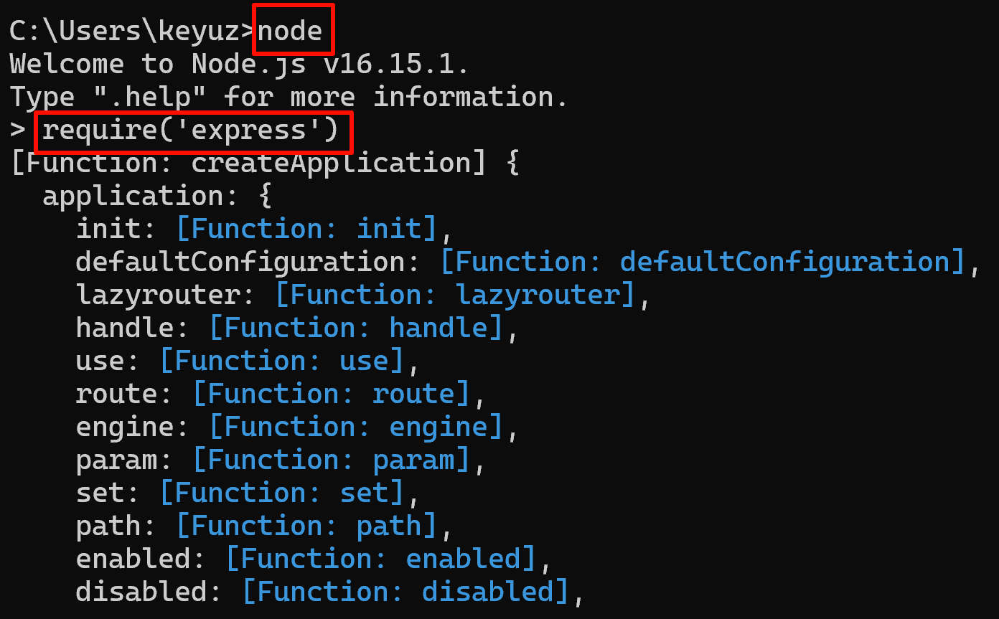 C:\Users\keyuz>node
Welcome to Node.js v16.15.1.
Type ".help" for more information.
> require('express')
[Function: createApplication] {
  application: {
    init: [Function: init],
    defaultConfiguration: [Function: defaultConfiguration],
    lazyrouter: [Function: lazyrouter],
    handle: [Function: handle],
    use: [Function: use],
    route: [Function: route],
    engine: [Function: engine],
    param: [Function: param],
    set: [Function: set],
    path: [Function: path],
    enabled: [Function: enabled],
    disabled: [Function: disabled],